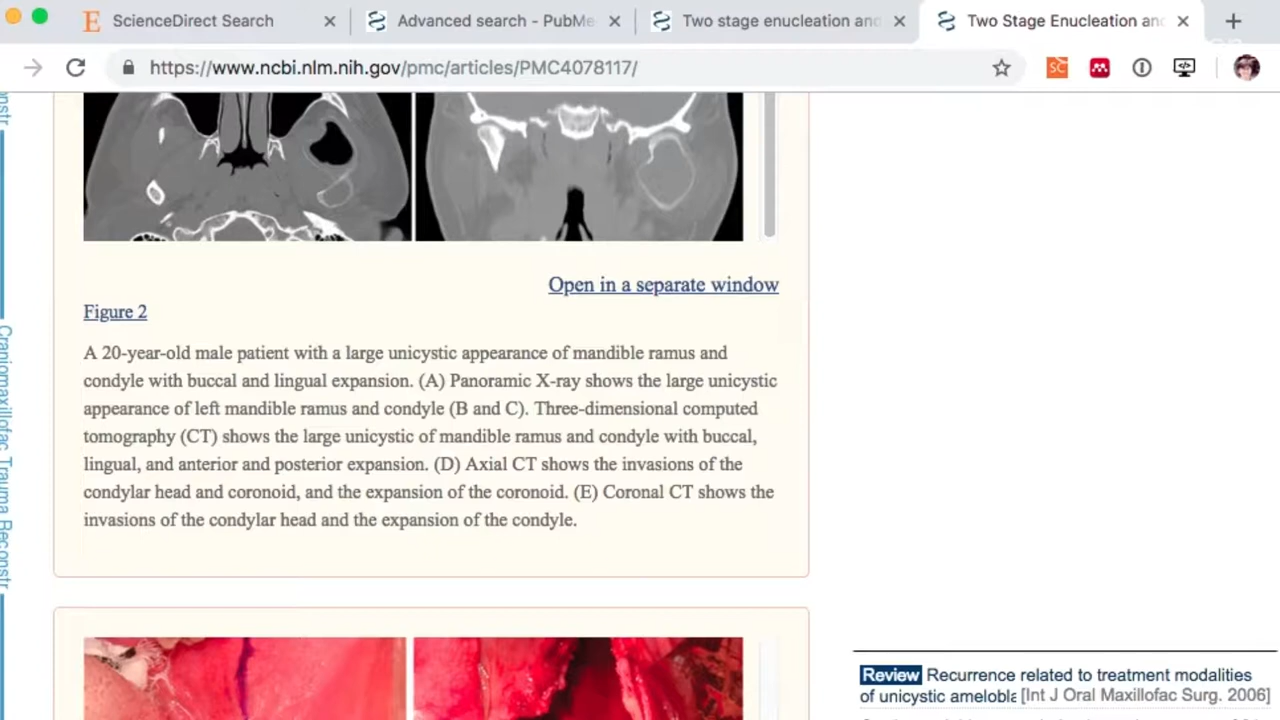 ScienceDirect Search
Advanced search - PubMe
Two stage enucleation and
Two Stage Enucleation and
https://www.ncbi.nlm.nih.gov/pmc/articles/PMC4078117/
Open in a separate window
Figure 2
A 20-year-old male patient with a large unicystic appearance of mandible ramus and
condyle with buccal and lingual expansion. (A) Panoramic X-ray shows the large unicystic
appearance of left mandible ramus and condyle (B and C). Three-dimensional computed
tomography (CT) shows the large unicystic of mandible ramus and condyle with buccal,
lingual, and anterior and posterior expansion. (D) Axial CT shows the invasions of the
condylar head and coronoid, and the expansion of the coronoid. (E) Coronal CT shows the
invasions of the condylar head and the expansion of the condyle.
Craniomaxillofac Trauma Reconstr
Review Recurrence related to treatment modalities
of unicystic amelobla [Int J Oral Maxillofac Surg. 2006]